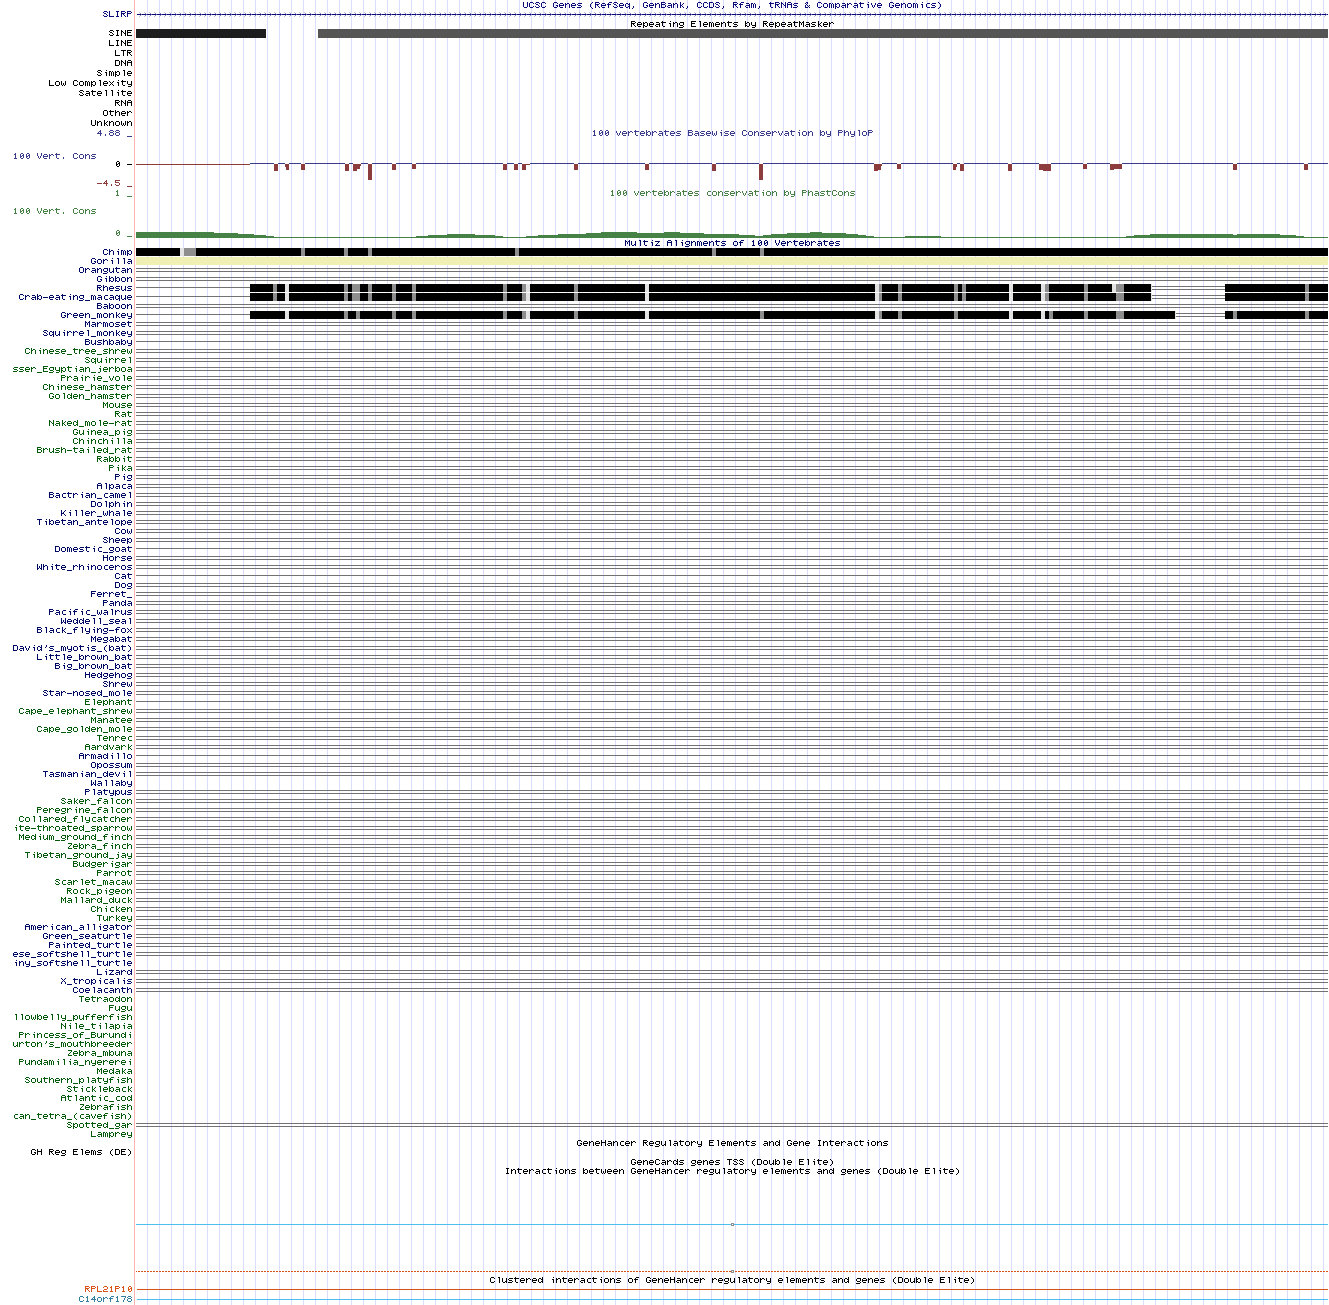 UCSC Genes (RefSeq, GenBank, CCDS, Rfam, tRNAs & Comparative Genomics)
SLIRP
Repeating Elements by RepeatMasker
SINE
LINE
LTR
DNA
Simple
Low Complexity
Satellite
RNA
Other
Unknown
4.88 _
100 vertebrates Basewise Conservation by PhyloP
100 Vert. Cons
0 –
-4.5 _
1 _
100 vertebrates conservation by PhastCons
100 Vert. Cons
0 _
Multiz Alignments of 100 Vertebrates
Chimp
Gorilla
Orangutan
Gibbon
Rhesus
Crab-eating_macaque
Baboon
Green_monkey
Marmoset
Squirrel_monkey
Bushbaby
Chinese_tree_shrew
Squirrel
sser_Egyptian_jerboa
Prairie_vole
Chinese_hamster
Golden_hamster
Mouse
Rat
Naked_mole-rat
Guinea_pig
Chinchilla
Brush-tailed_rat
Rabbit
Pika
Pig
Alpaca
Bactrian_camel
Dolphin
Killer_whale
Tibetan_antelope
Cow
Sheep
Domestic_goat
Horse
White_rhinoceros
Cat
Dog
Ferret_
Panda
Pacific_walrus
Weddell_seal
Black_flying-fox
Megabat
David's_myotis_(bat)
Little_brown_bat
Big_brown_bat
Hedgehog
Shrew
Star-nosed_mole
Elephant
Cape_elephant_shrew
Manatee
Cape_golden_mole
Tenrec
Aardvark
Armadillo
Opossum
Tasmanian_devil
Wallaby
Platypus
Saker_falcon
Peregrine_falcon
Collared_flycatcher
ite-throated_sparrow
Medium_ground_finch
Zebra_finch
Tibetan_ground_jay
Budgerigar
Parrot
Scarlet_macaw
Rock_pigeon
Mallard_duck
Chicken
Turkey
American_alligator
Green_seaturtle
Painted_turtle
ese_softshell_turtle
iny_softshell_turtle
Lizard
X_tropicalis
Coelacanth
Tetraodon
Fugu
llowbelly_pufferfish
Nile_tilapia
Princess_of_Burundi
urton's_mouthbreeder
Zebra_mbuna
Pundamilia_nyererei
Medaka
Southern_platyfish
Stickleback
Atlantic_cod
Zebrafish
can_tetra_(cavefish)
Spotted_gar
Lamprey
GeneHancer Regulatory Elements and Gene Interactions
GH Reg Elems (DE)
GeneCards genes TSS (Double Elite)
Interactions between GeneHancer regulatory elements and genes (Double Elite)
Clustered interactions of GeneHancer regulatory elements and genes (Double Elite)
RPL21P10
C14orf178